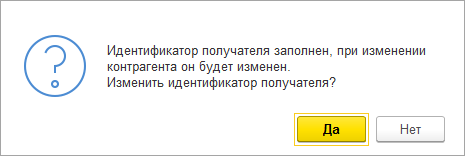 Идентификатор получателя заполнен, при изменении
контрагента он будет изменен.
Изменить идентификатор получателя?
Да
Нет